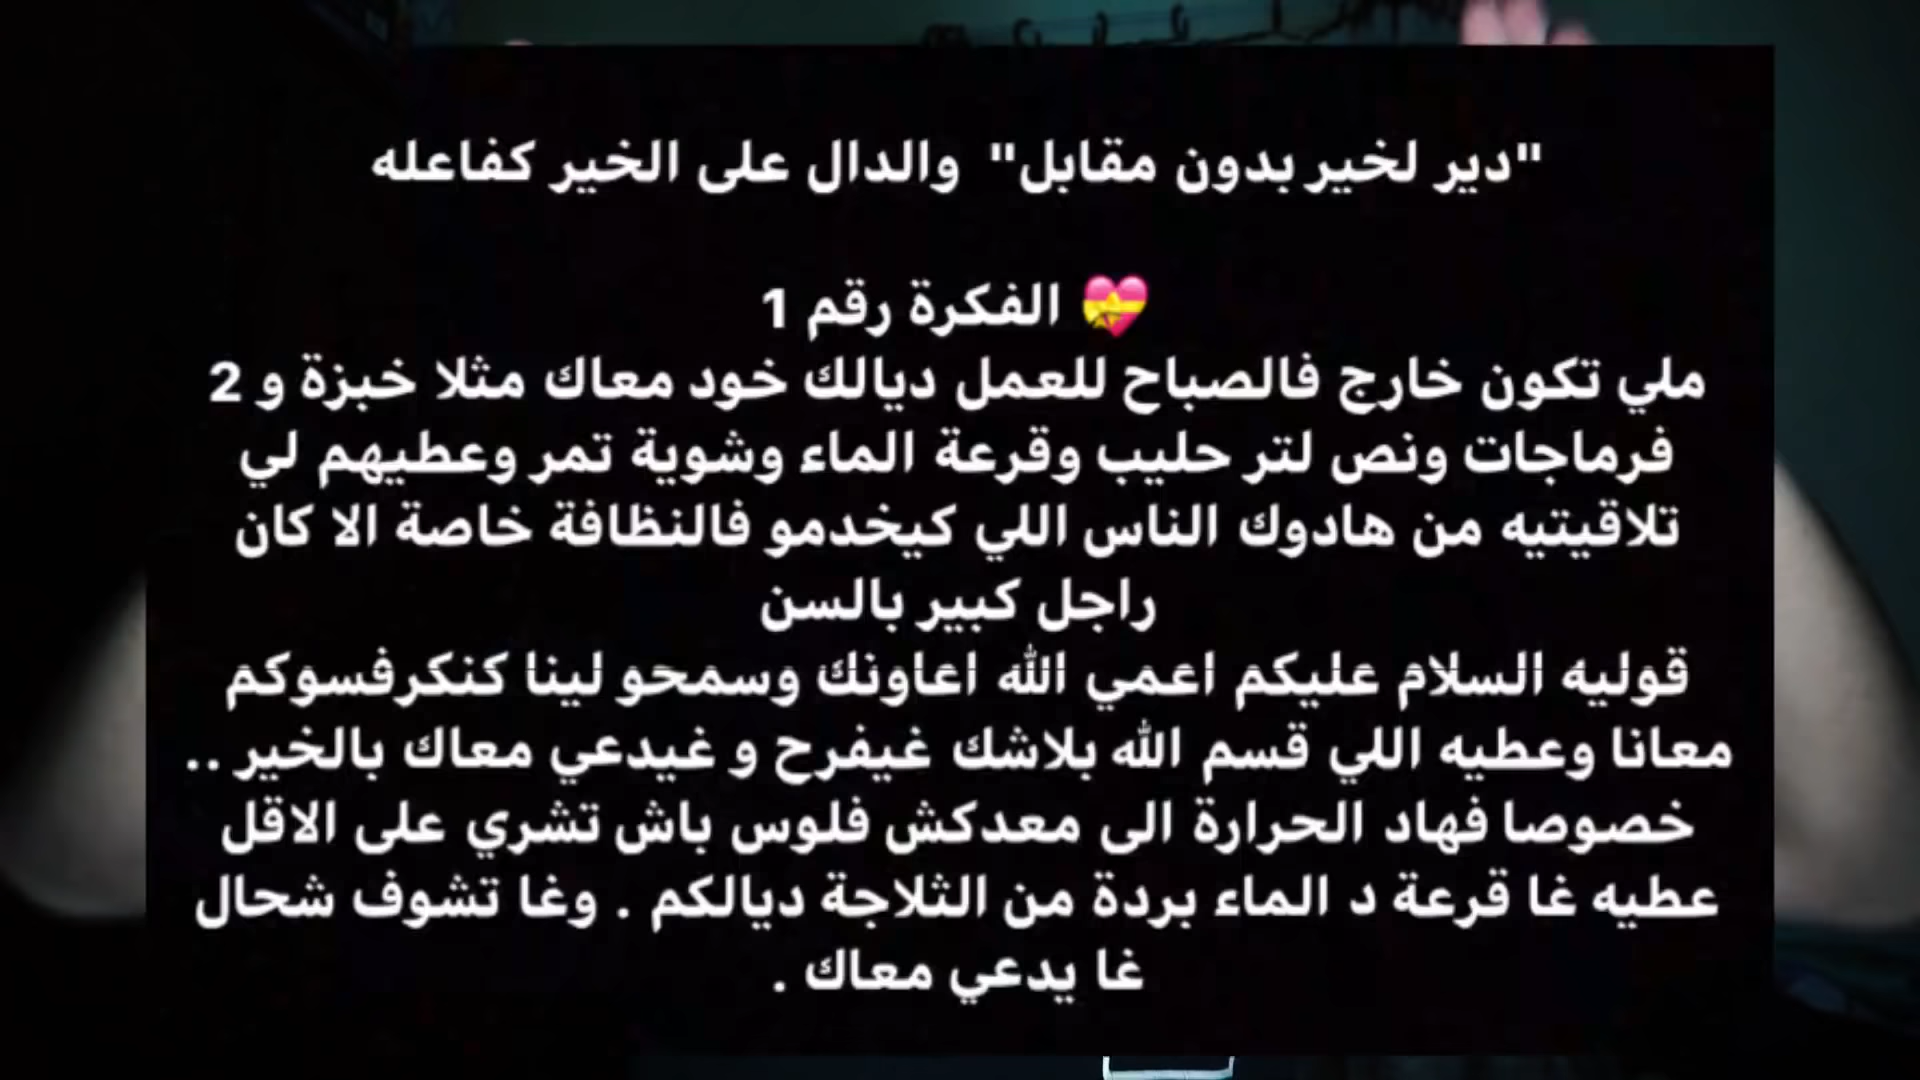 "دير لخير بدون مقابل" والدال على الخير كفاعله
💝 الفكرة رقم 1
ملي تكون خارج فالصباح للعمل ديالك خود معاك مثلا خبزة و 2
فرماجات ونص لتر حليب وقرعة الماء وشوية تمر وعطيهم لي
تلاقيتيه من هادوك الناس اللي كيخدمو فالنظافة خاصة الا كان
راجل كبير بالسن
قوليه السلام عليكم اعمي الله اعاونك وسمحو لينا كنكرفسوكم
معانا وعطيه اللي قسم الله بلاشك غيفرح و غيدعي معاك بالخير ..
خصوصا فهاد الحرارة الى معدكش فلوس باش تشري على الاقل
عطيه غا قرعة د الماء بردة من الثلاجة ديالكم . وغا تشوف شحال
غا يدعي معاك .